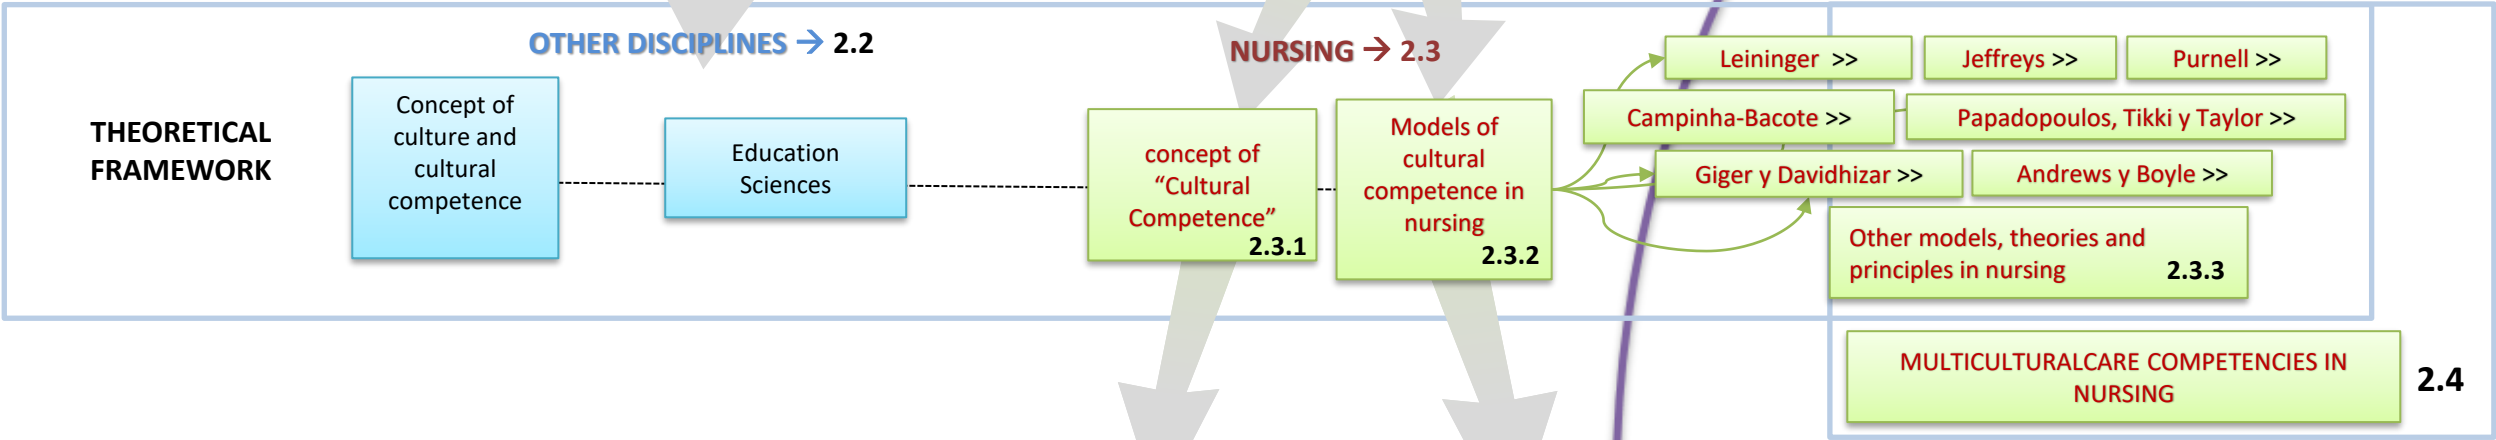 OTHER DISCIPLINES → 2.2
NURSING → 2.3
THEORETICAL
FRAMEWORK
Concept of
culture and
cultural
competence
Education
Sciences
concept of
“Cultural
Competence”
2.3.1
Models of
cultural
competence in
nursing
2.3.2
Leininger >>
Jeffreys >>
Purnell >>
Campinha-Bacote >>
Papadopoulos, Tikki y Taylor >>
Giger y Davidhizar >>
Andrews y Boyle >>
Other models, theories and
principles in nursing 2.3.3
MULTICULTURALCARE COMPETENCIES IN
NURSING
2.4